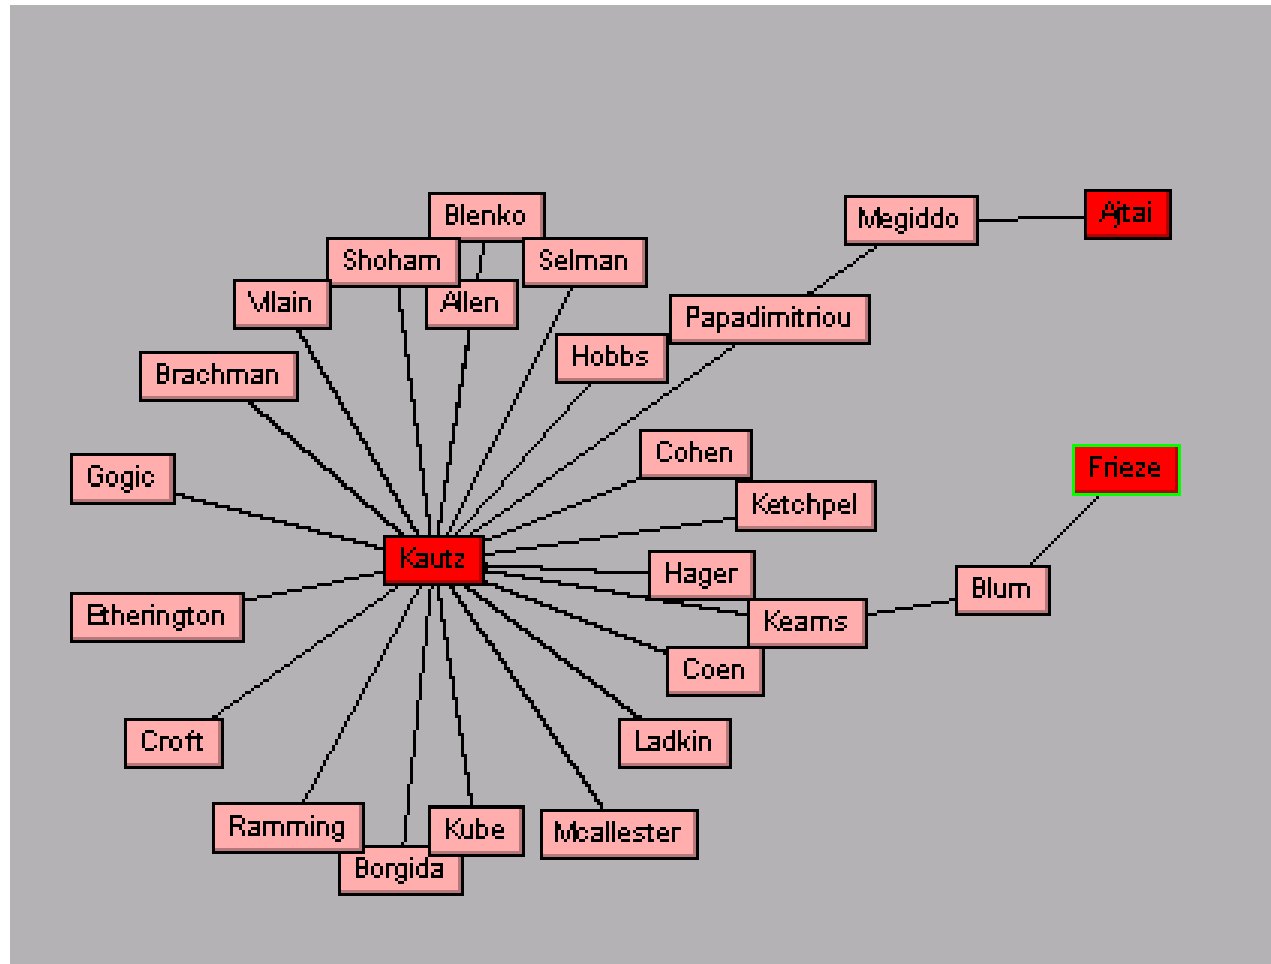 Ajtai
Blenko
Megiddo
Shoham
Selman
Vilain
Allen
Papadimitriou
Hobbs
Brachman
Cohen
Frieze
Gogic
Ketchpel
Kautz
Hager
Blum
Etherington
Kearns
Coen
Croft
Ladkin
Ramming
Kube
Mcallester
Borgida